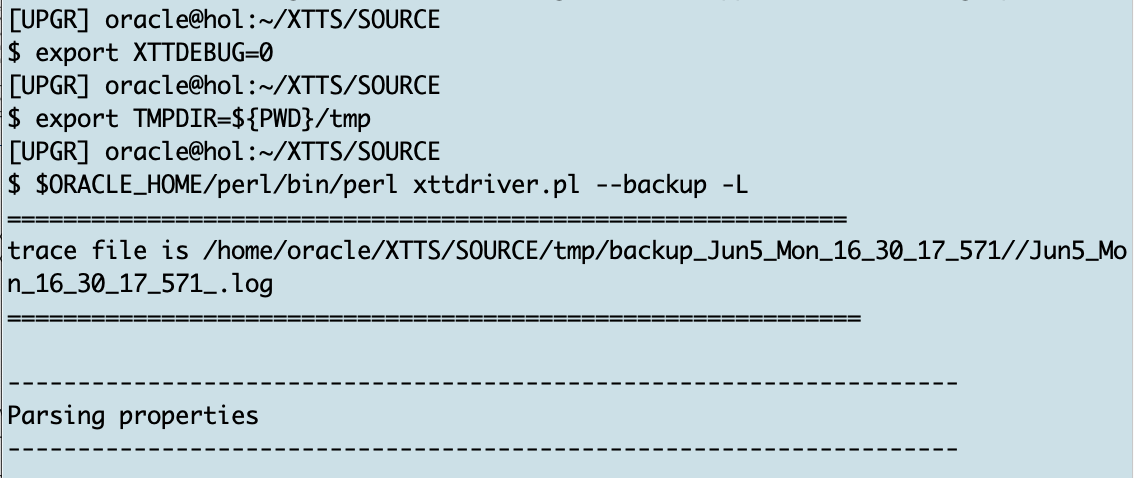 [UPGR] oracle@hol:~/XTTS/SOURCE
$ export XTTDEBUG=0
[UPGR] oracle@hol:~/XTTS/SOURCE
$ export TMPDIR=${PWD}/tmp
[UPGR] oracle@hol:~/XTTS/SOURCE
$ $ORACLE_HOME/perl/bin/perl xttdriver.pl --backup -L
============================================================
trace file is /home/oracle/XTTS/SOURCE/tmp/backup_Jun5_Mon_16_30_17_571//Jun5_Mo
n_16_30_17_571_.log
=============================================================
--------------------------------------------------------------------
Parsing properties
--------------------------------------------------------------------